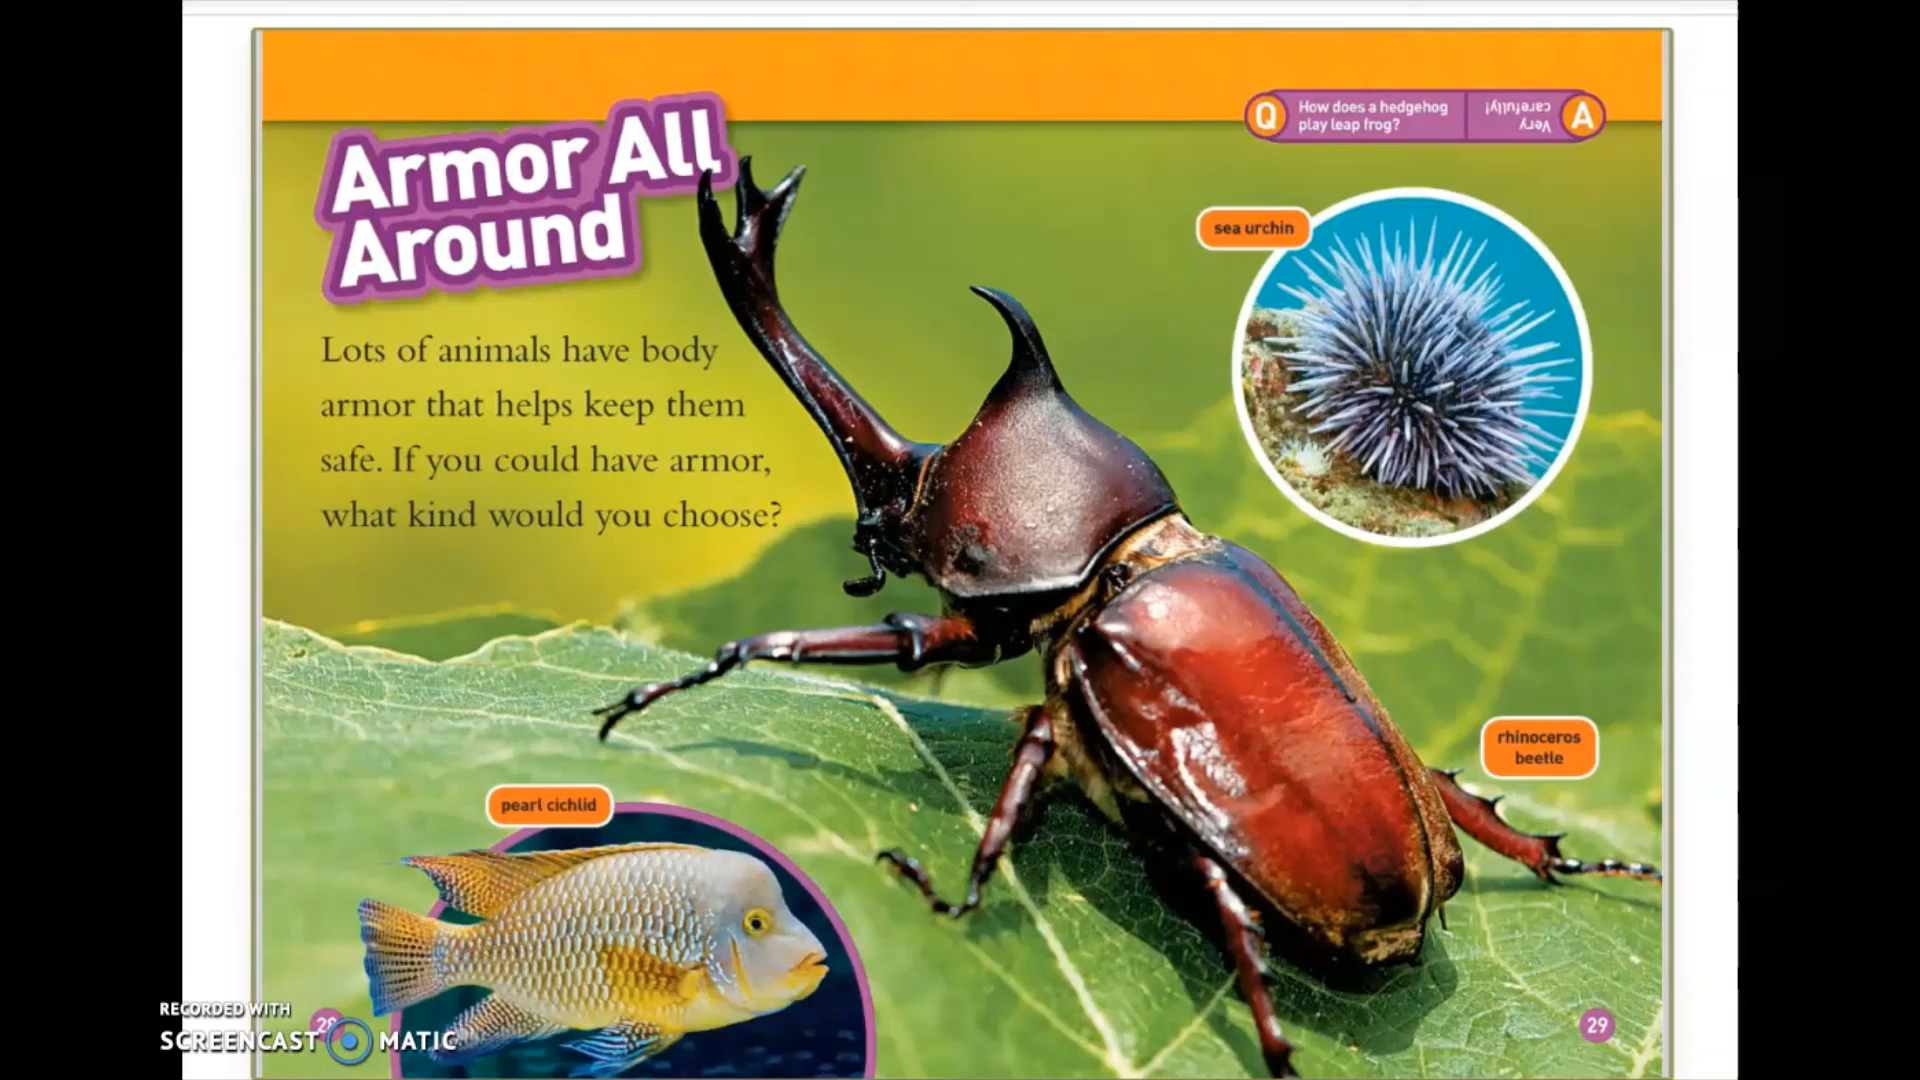 Armor All
Around
Lots of animals have body
armor that helps keep them
safe. If you could have armor,
what kind would you choose?
Q
How does a hedgehog
play leap frog?
Very
carefully!
A
sea urchin
rhinoceros
beetle
pearl cichlid
28
29
RECORDED WITH
SCREENCAST MATIC